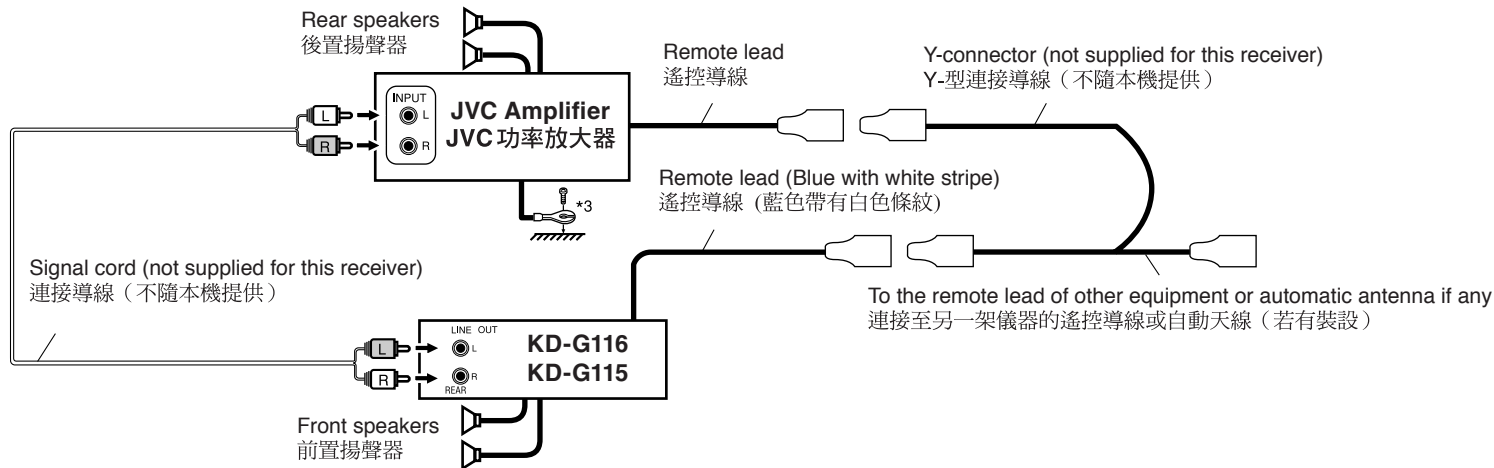 Rear speakers
後置揚聲器
Remote lead
遙控導線
Y-connector (not supplied for this receiver)
Y-型連接導線（不隨本機提供）
INPUT
L
L
R
R
JVC Amplifier
JVC功率放大器
*3
Remote lead (Blue with white stripe)
遙控導線 (藍色帶有白色條紋)
Signal cord (not supplied for this receiver)
連接導線（不隨本機提供）
To the remote lead of other equipment or automatic antenna if any
連接至另一架儀器的遙控導線或自動天線（若有裝設）
LINE OUT
L
L
R
R
REAR
KD-G116
KD-G115
Front speakers
前置揚聲器